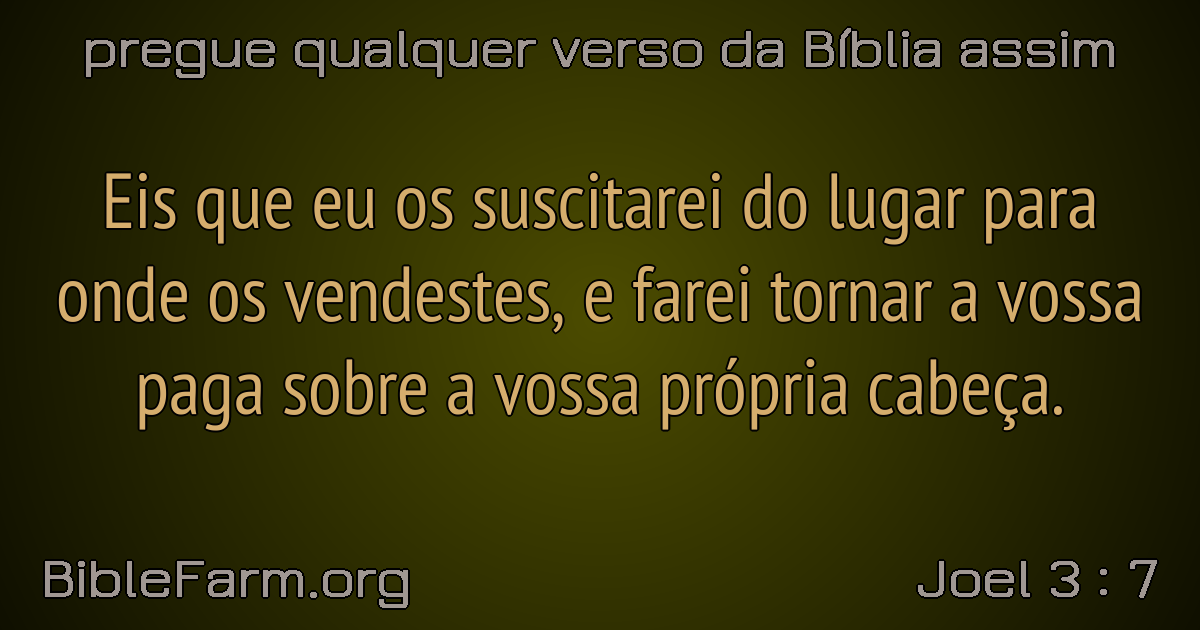 pregue qualquer verso da Bíblia assim
Eis que eu os suscitarei do lugar para
onde os vendestes, e farei tornar a vossa
paga sobre a vossa própria cabeça.
BibleFarm.org
Joel 3 : 7